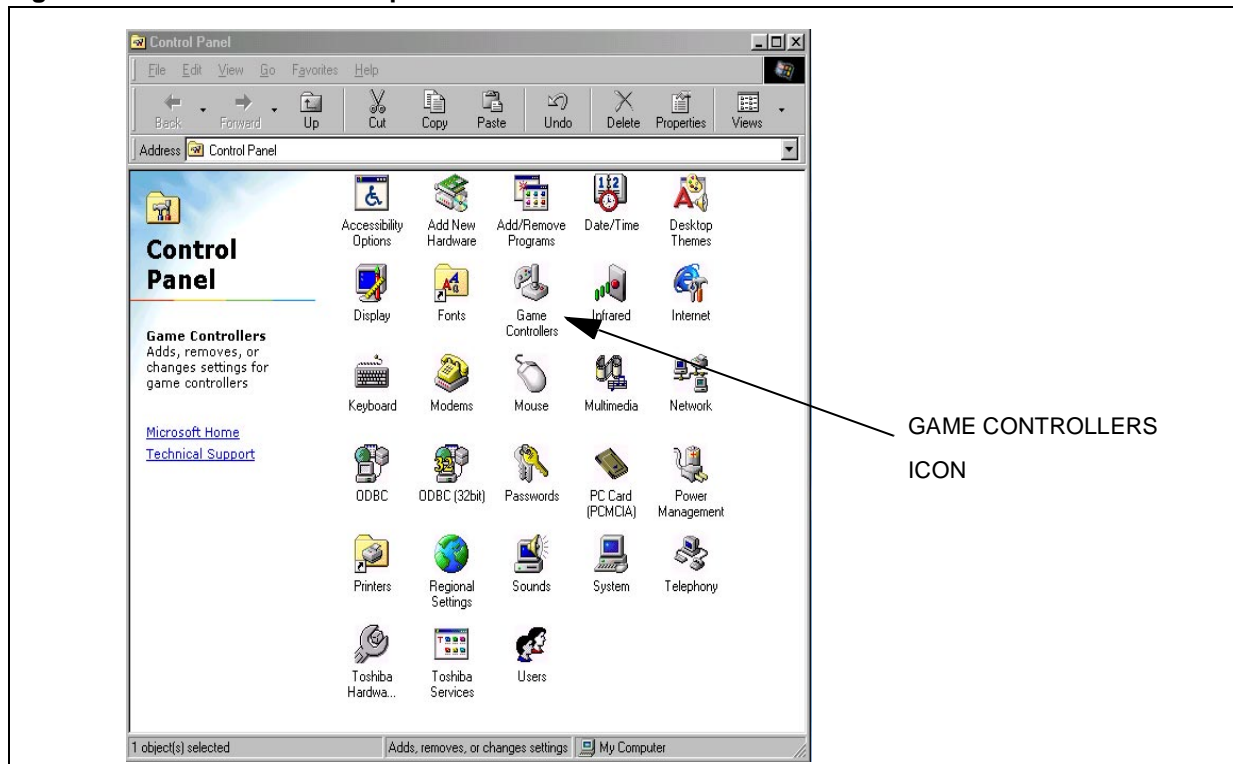 Control Panel
File Edit View Go Favorites Help
Back Forward Up Cut Copy Paste Undo Delete Properties Views
Address Control Panel
Control
Panel
Game Controllers
Adds, removes, or
changes settings for
game controllers
Microsoft Home
Technical Support
Accessibility Options
Add New Hardware
Add/Remove Programs
Date/Time
Desktop Themes
Display
Fonts
Game Controllers
Infrared
Internet
Keyboard
Modems
Mouse
Multimedia
Network
ODBC
ODBC (32bit)
Passwords
PC Card (PCMCIA)
Power Management
Printers
Regional Settings
Sounds
System
Telephony
Toshiba Hardwa...
Toshiba Services
Users
GAME CONTROLLERS
ICON
1 object(s) selected
Adds, removes, or changes settings
My Computer